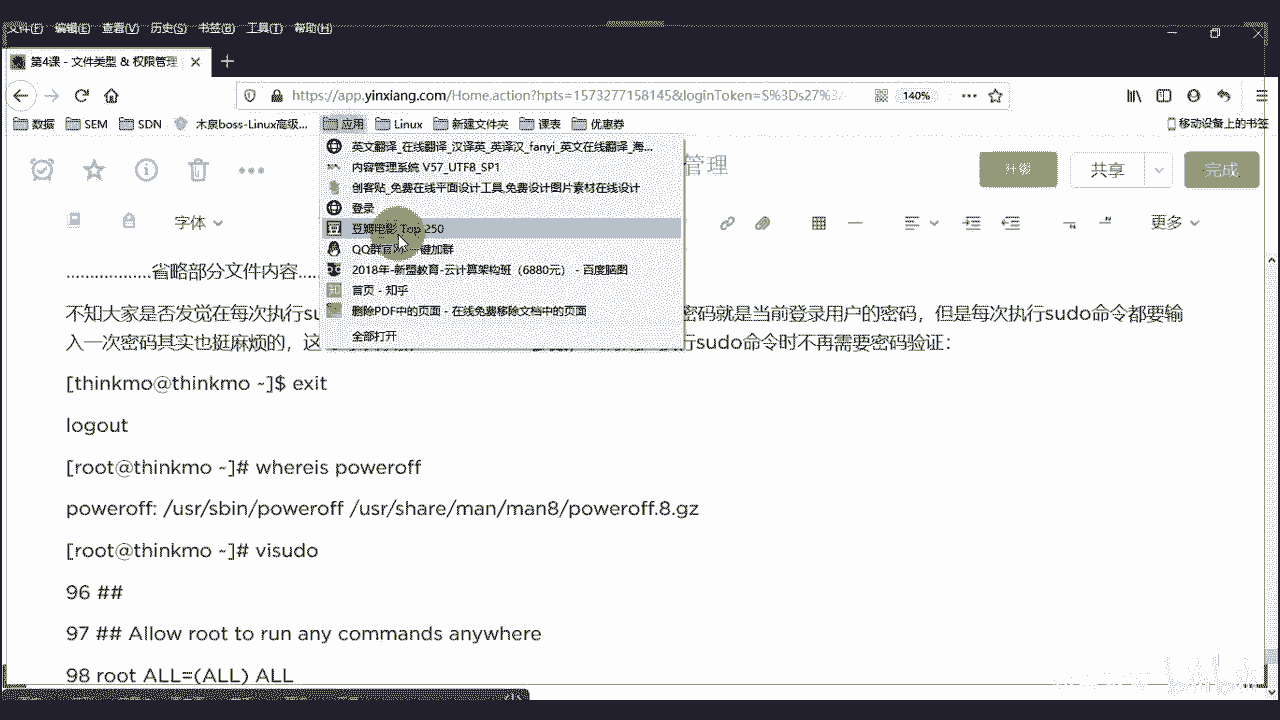 文件(F) 编辑(E) 查看(V) 历史(S) 书签(B) 工具(T) 帮助(H)
第4课 - 文件类型 & 权限管理
https://app.yinxiang.com/Home.action?hpts=1573277158145&loginToken=S%3Ds27%3
140%
数据 SEM SDN 木泉boss-Linux高级... 应用 Linux 新建文件夹 课表 优惠券 移动设备上的书签
英文翻译_在线翻译_汉译英_英译汉_fanyi_英文在线翻译_海...
内容管理系统 V57_UTF8_SP1
创客贴_免费在线平面设计工具,免费设计图片素材在线设计
登录
豆瓣电影 Top 250
QQ群官网-一键加群
2018年-新盟教育-云计算架构班（6880元） - 百度脑图
首页 - 知乎
删除PDF中的页面 - 在线免费移除文档中的页面
全部打开
管理
升级 共享 完成
字体 更多
..................省略部分文件内容....
不知大家是否发觉在每次执行su 密码就是当前登录用户的密码，但是每次执行sudo命令都要输
入一次密码其实也挺麻烦的，这 行sudo命令时不再需要密码验证：
[thinkmo@thinkmo ~]$ exit
logout
[root@thinkmo ~]# whereis poweroff
poweroff: /usr/sbin/poweroff /usr/share/man/man8/poweroff.8.gz
[root@thinkmo ~]# visudo
96 ##
97 ## Allow root to run any commands anywhere
98 root ALL=(ALL) ALL